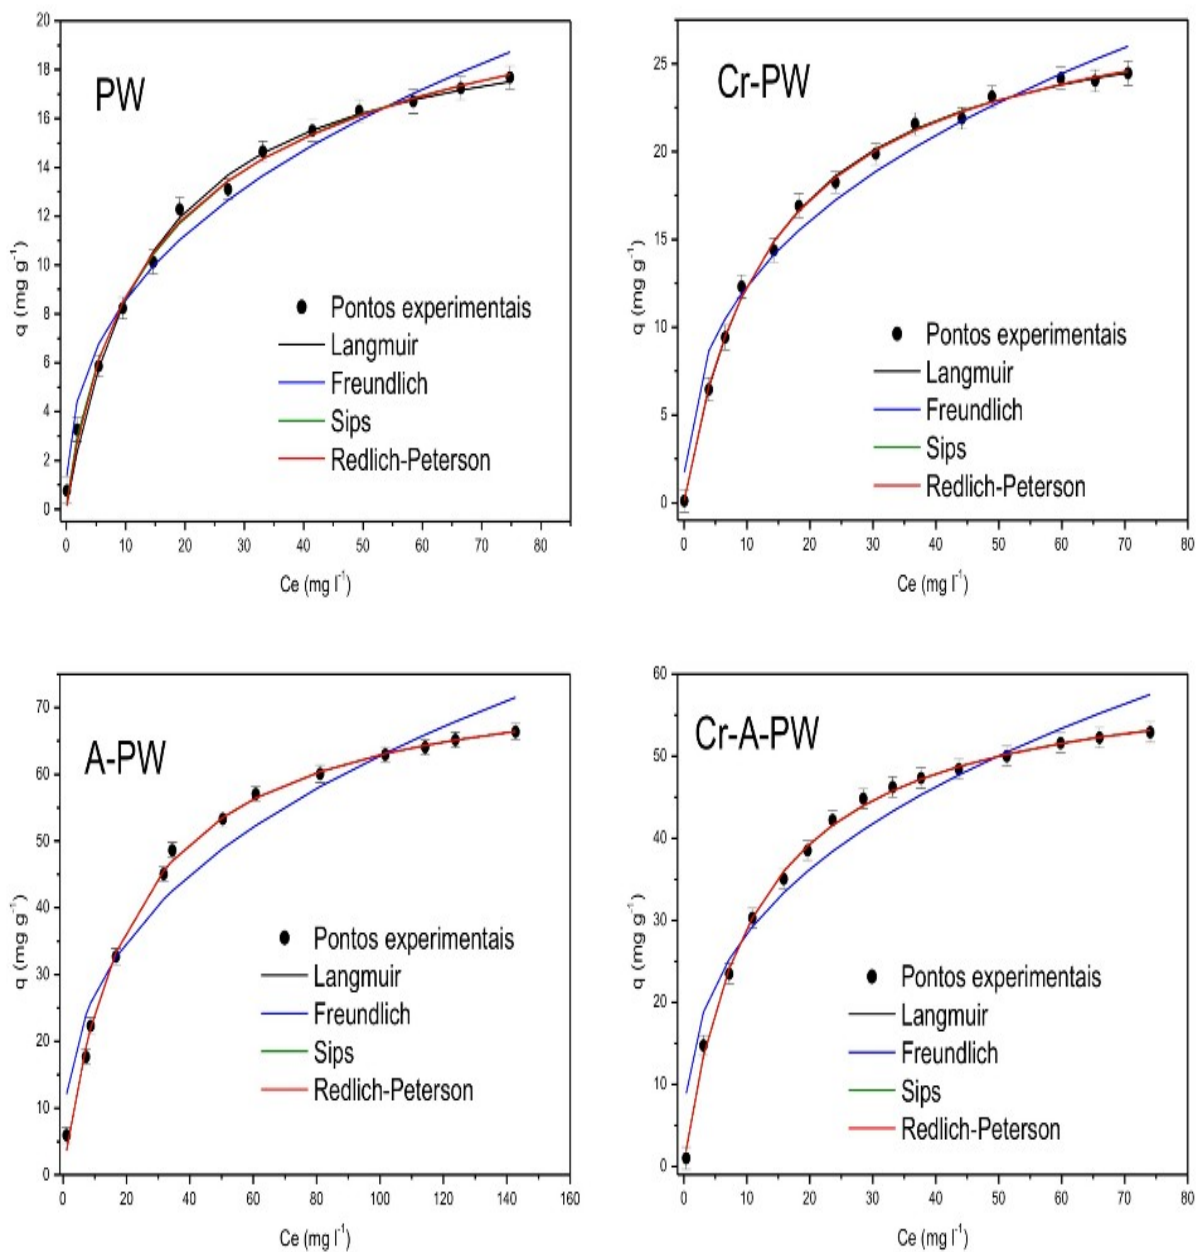 PW
20
18
16
14
12
10
8
6
4
2
0
q (mg g⁻¹)
Pontos experimentais
Langmuir
Freundlich
Sips
Redlich-Peterson
0 10 20 30 40 50 60 70 80
Ce (mg l⁻¹)
Cr-PW
25
20
15
10
5
0
q (mg g⁻¹)
Pontos experimentais
Langmuir
Freundlich
Sips
Redlich-Peterson
0 10 20 30 40 50 60 70 80
Ce (mg l⁻¹)
A-PW
70
60
50
40
30
20
10
0
q (mg g⁻¹)
Pontos experimentais
Langmuir
Freundlich
Sips
Redlich-Peterson
0 20 40 60 80 100 120 140 160
Ce (mg l⁻¹)
Cr-A-PW
60
50
40
30
20
10
0
q (mg g⁻¹)
Pontos experimentais
Langmuir
Freundlich
Sips
Redlich-Peterson
0 10 20 30 40 50 60 70 80
Ce (mg l⁻¹)